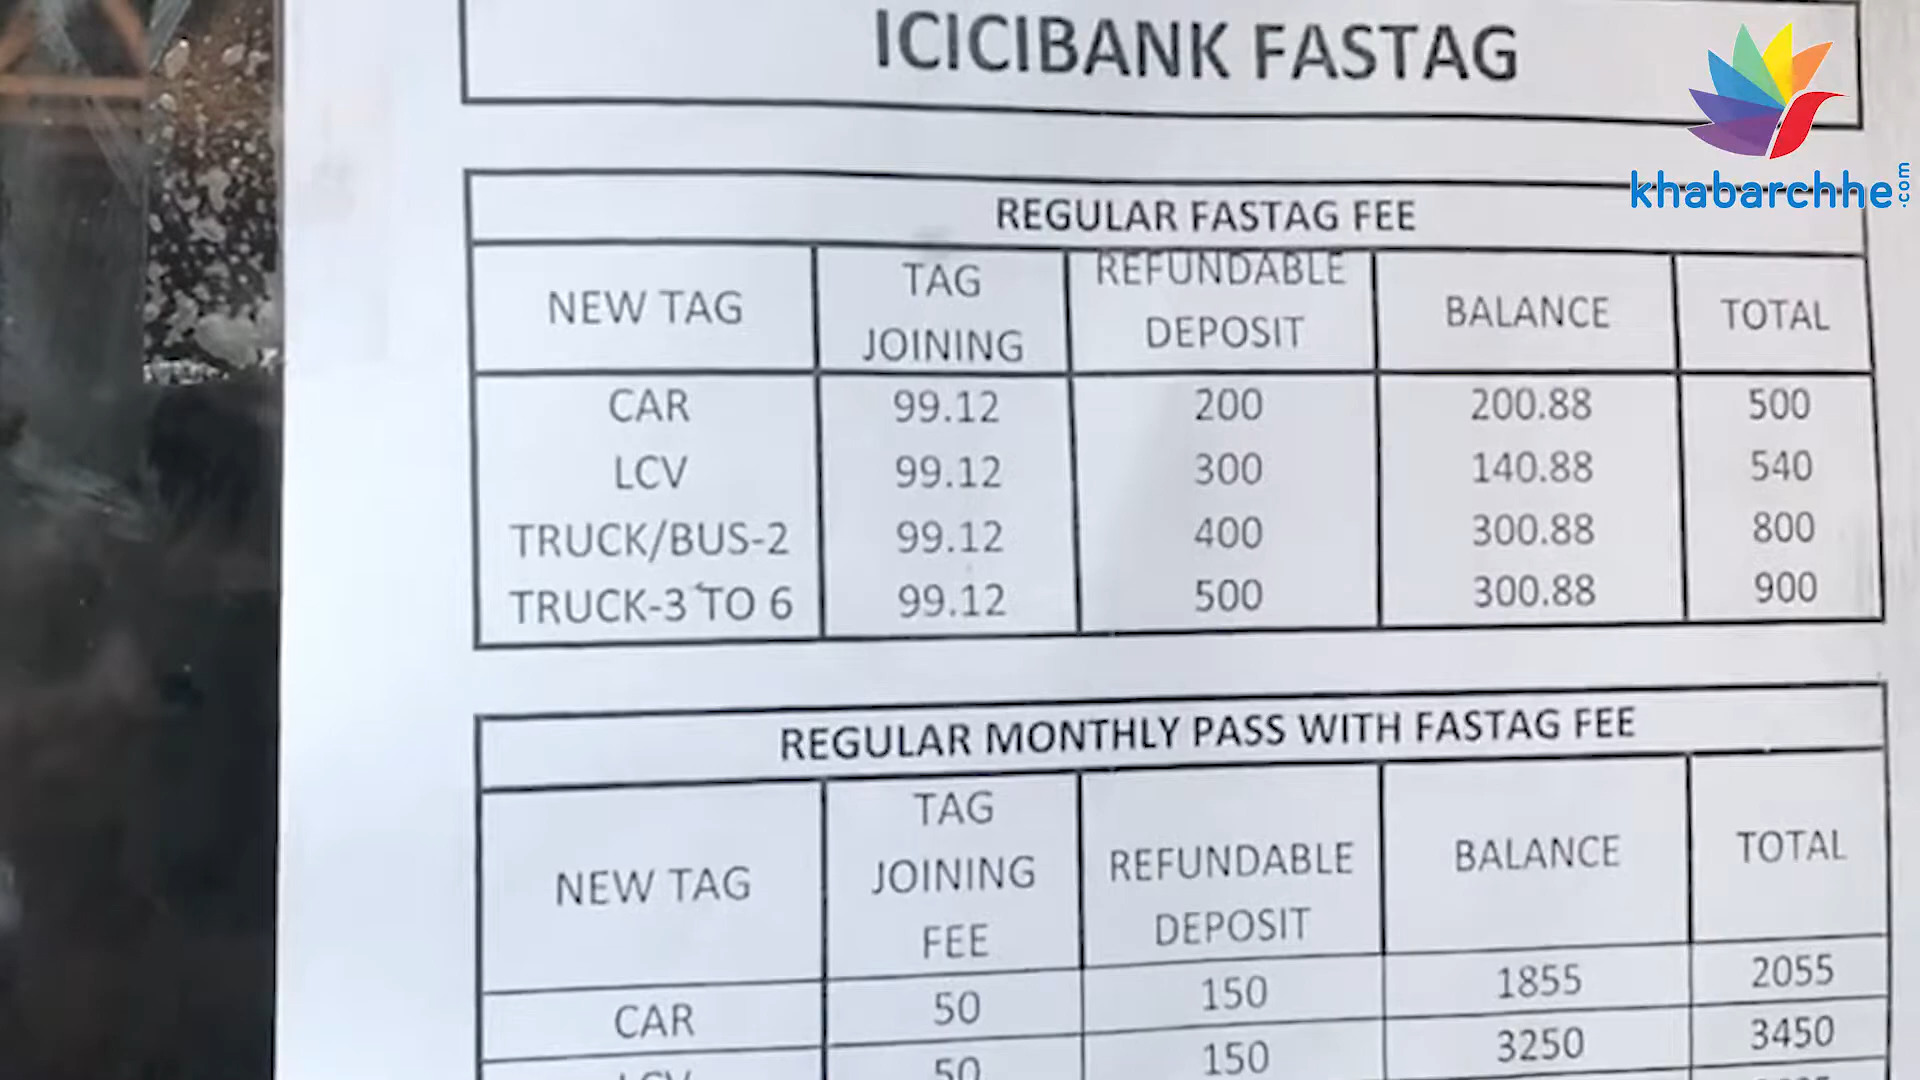 ICICIBANK FASTAG
khabarchhe.com
REGULAR FASTAG FEE
NEW TAG TAG JOINING REFUNDABLE DEPOSIT BALANCE TOTAL
CAR 99.12 200 200.88 500
LCV 99.12 300 140.88 540
TRUCK/BUS-2 99.12 400 300.88 800
TRUCK-3 TO 6 99.12 500 300.88 900
REGULAR MONTHLY PASS WITH FASTAG FEE
NEW TAG TAG JOINING FEE REFUNDABLE DEPOSIT BALANCE TOTAL
CAR 50 150 1855 2055
LCV 50 150 3250 3450